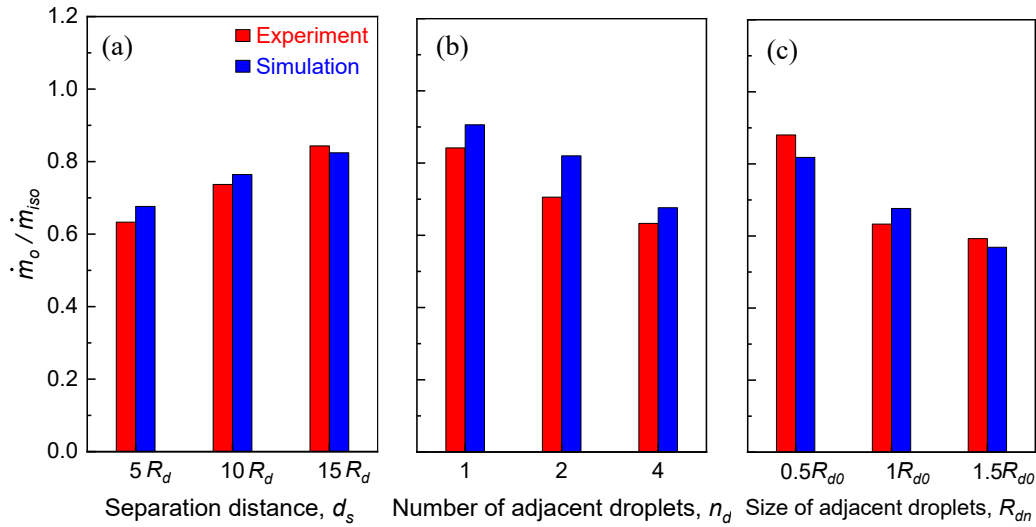 (a)
Experiment
Simulation
ṁo / ṁiso
1.2
1.0
0.8
0.6
0.4
0.2
0.0
5 Rd
10 Rd
15 Rd
Separation distance, ds
(b)
1
2
4
Number of adjacent droplets, nd
(c)
0.5Rd0
1Rd0
1.5Rd0
Size of adjacent droplets, Rdn